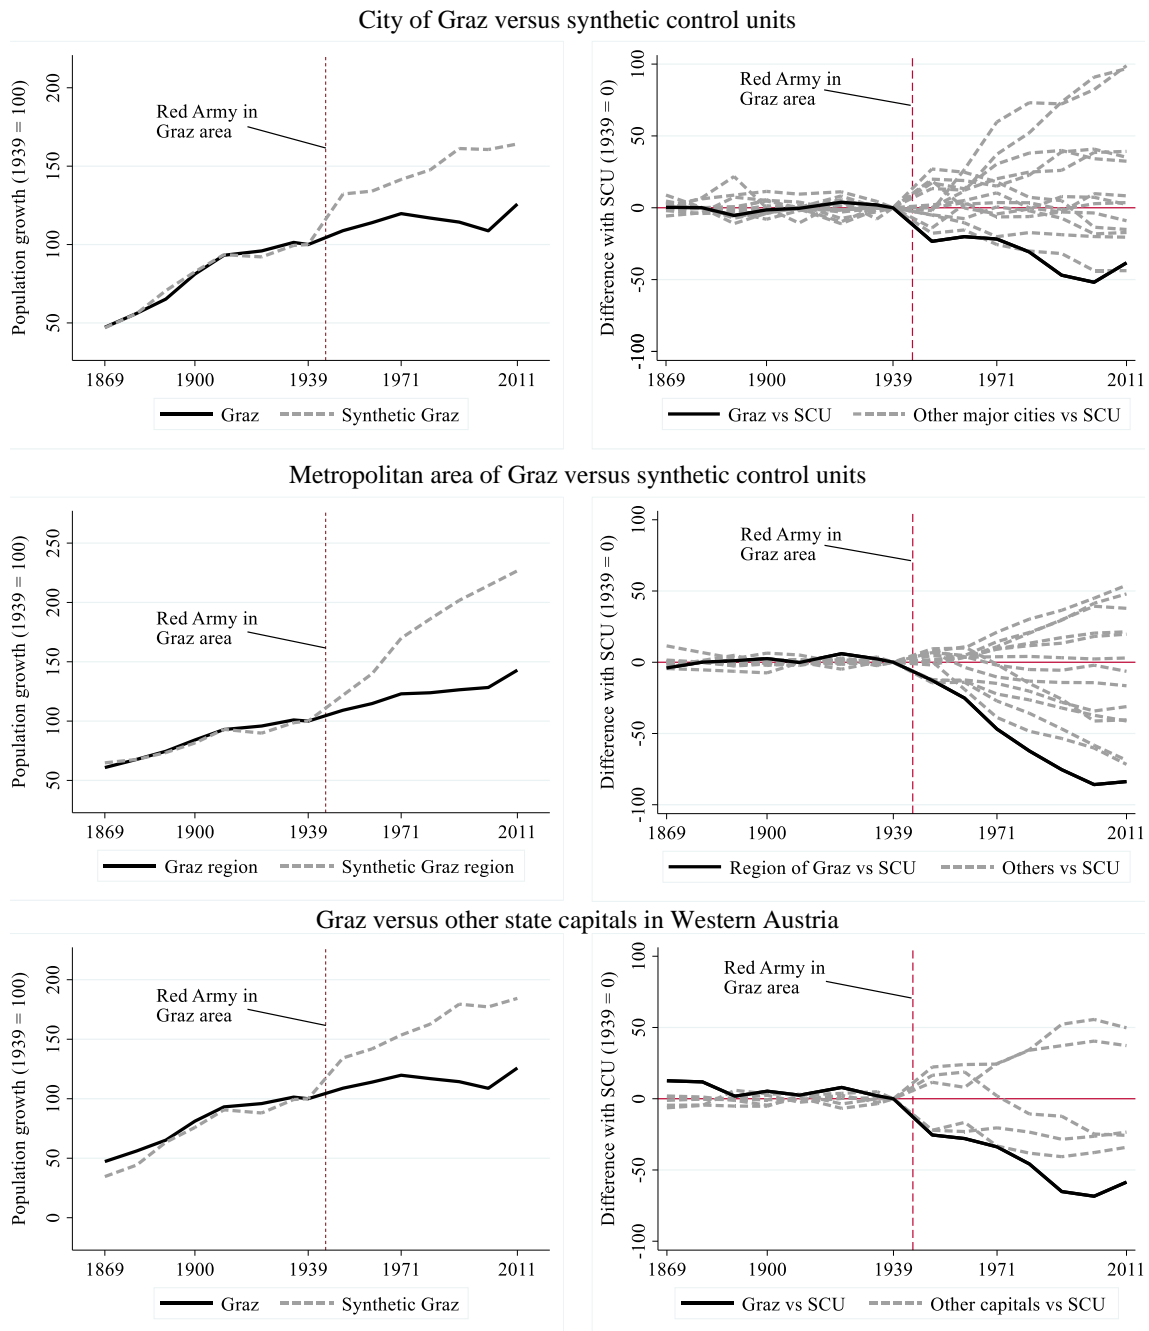 City of Graz versus synthetic control units
Population growth (1939 = 100)
200
150
100
50
Red Army in
Graz area
1869 1900 1939 1971 2011
Graz Synthetic Graz
Difference with SCU (1939 = 0)
100
50
0
-50
-100
Red Army in
Graz area
1869 1900 1939 1971 2011
Graz vs SCU Other major cities vs SCU
Metropolitan area of Graz versus synthetic control units
Population growth (1939 = 100)
250
200
150
100
50
Red Army in
Graz area
1869 1900 1939 1971 2011
Graz region Synthetic Graz region
Difference with SCU (1939 = 0)
100
50
0
-50
-100
Red Army in
Graz area
1869 1900 1939 1971 2011
Region of Graz vs SCU Others vs SCU
Graz versus other state capitals in Western Austria
Population growth (1939 = 100)
200
150
100
50
0
Red Army in
Graz area
1869 1900 1939 1971 2011
Graz Synthetic Graz
Difference with SCU (1939 = 0)
100
50
0
-50
-100
Red Army in
Graz area
1869 1900 1939 1971 2011
Graz vs SCU Other capitals vs SCU